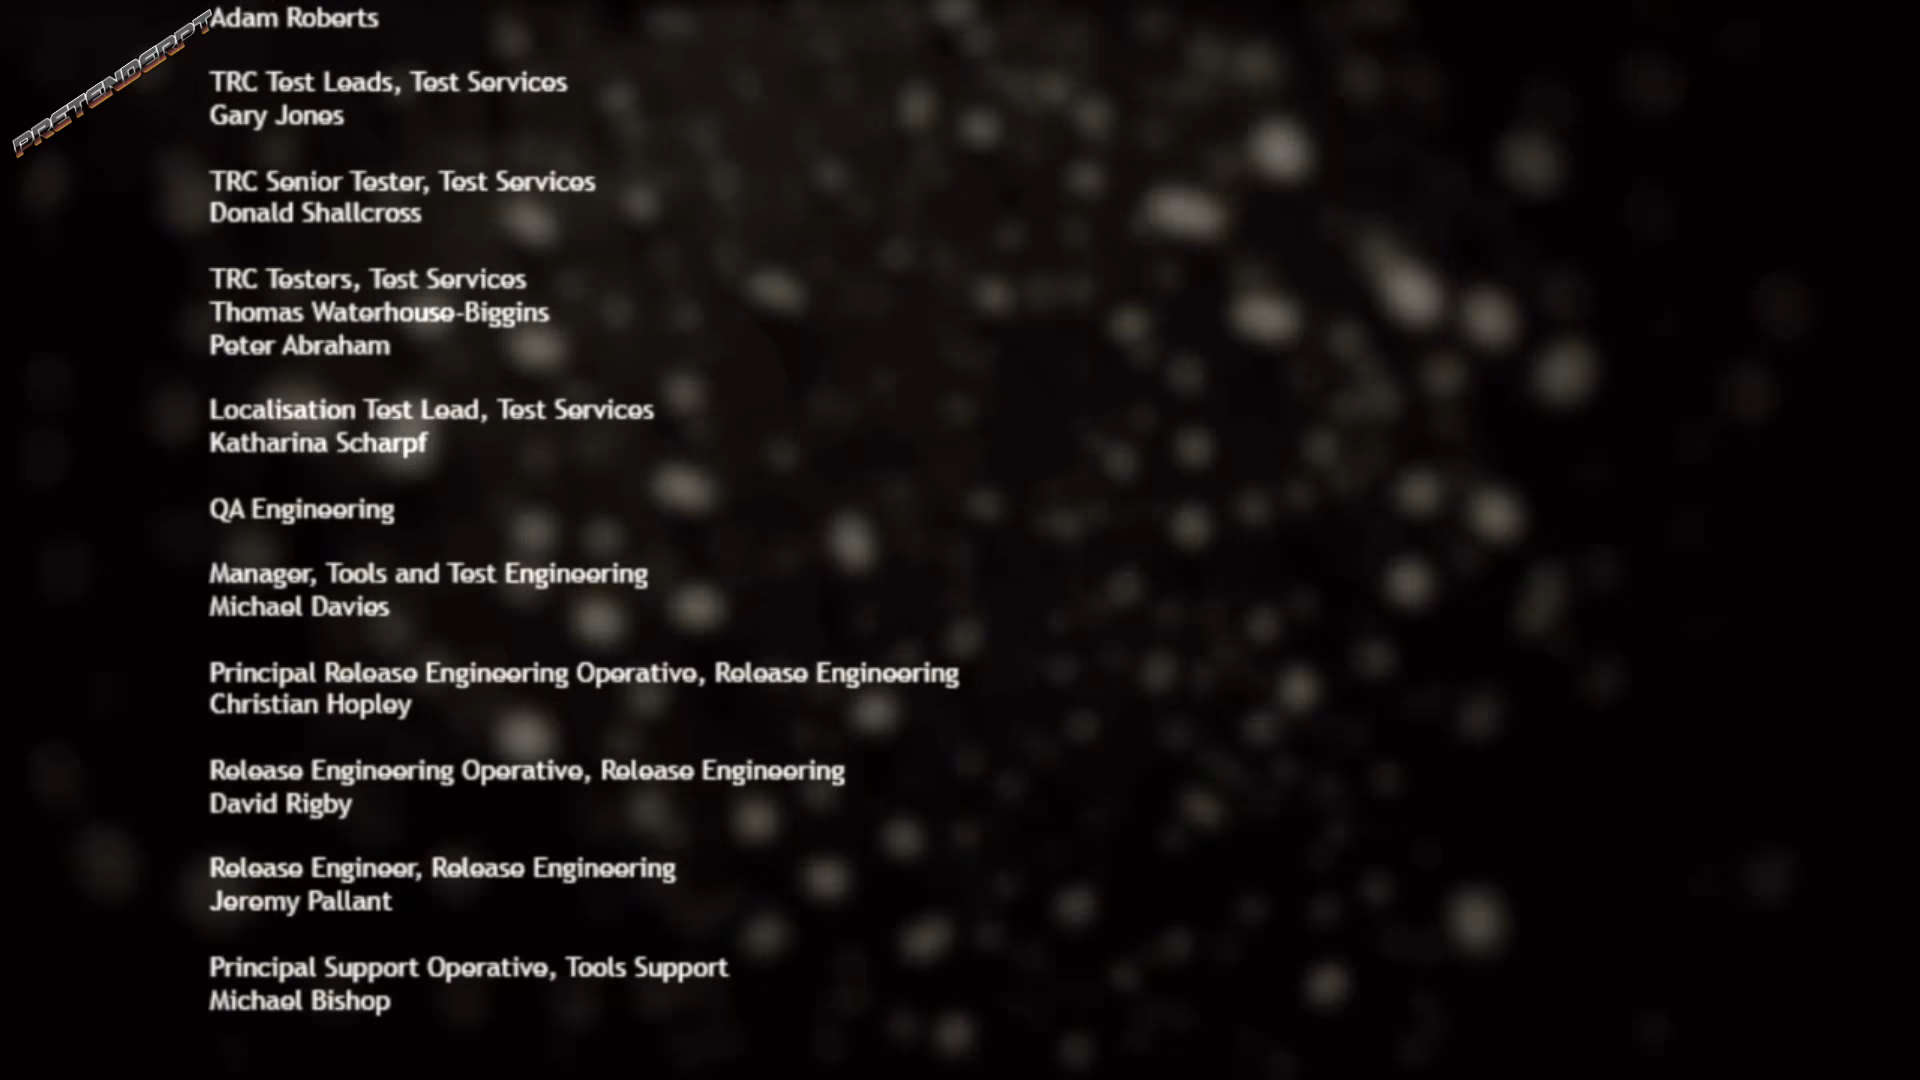 PRETENDERPT
Adam Roberts
TRC Test Leads, Test Services
Gary Jones
TRC Senior Tester, Test Services
Donald Shallcross
TRC Testers, Test Services
Thomas Waterhouse-Biggins
Peter Abraham
Localisation Test Lead, Test Services
Katharina Scharpf
QA Engineering
Manager, Tools and Test Engineering
Michael Davies
Principal Release Engineering Operative, Release Engineering
Christian Hopley
Release Engineering Operative, Release Engineering
David Rigby
Release Engineer, Release Engineering
Jeremy Pallant
Principal Support Operative, Tools Support
Michael Bishop